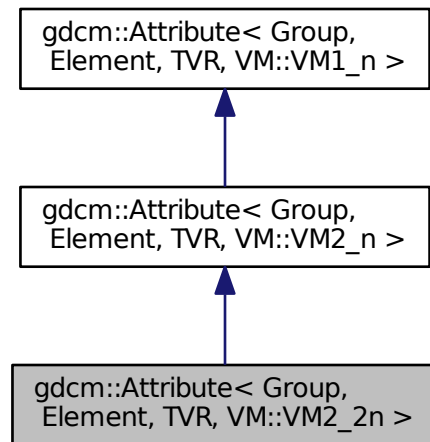 gdcm::Attribute< Group,
Element, TVR, VM::VM1_n >
gdcm::Attribute< Group,
Element, TVR, VM::VM2_n >
gdcm::Attribute< Group,
Element, TVR, VM::VM2_2n >